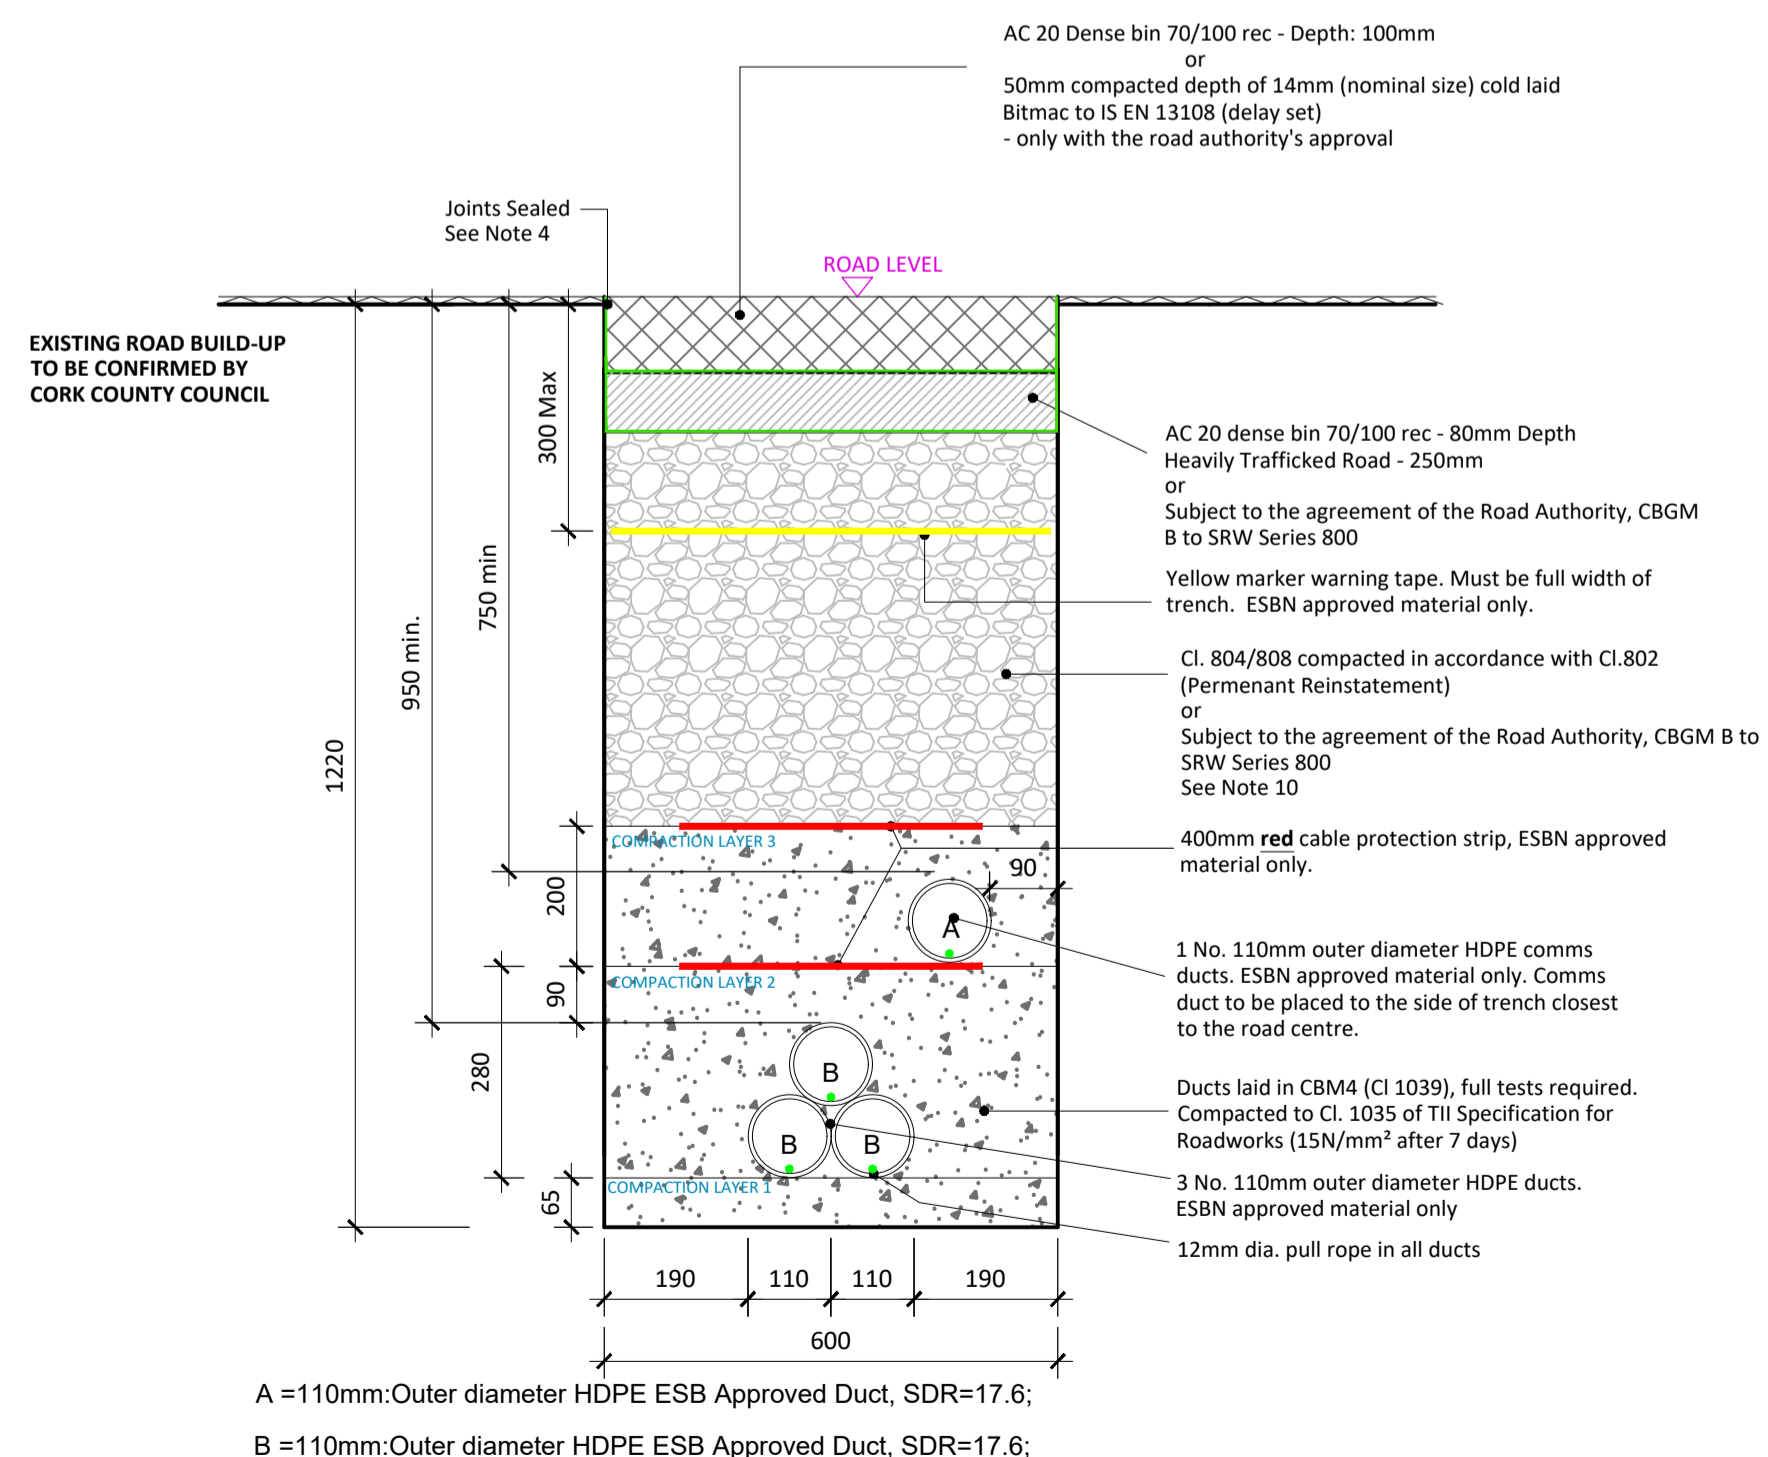 AC 20 Dense bin 70/100 rec - Depth: 100mm
or
50mm compacted depth of 14mm (nominal size) cold laid
Bitmac to IS EN 13108 (delay set)
- only with the road authority's approval
Joints Sealed
See Note 4
ROAD LEVEL
EXISTING ROAD BUILD-UP
TO BE CONFIRMED BY
CORK COUNTY COUNCIL
300 Max
750 min
950 min.
1220
AC 20 dense bin 70/100 rec - 80mm Depth
Heavily Trafficked Road - 250mm
or
Subject to the agreement of the Road Authority, CBGM
B to SRW Series 800
Yellow marker warning tape. Must be full width of
trench. ESBN approved material only.
Cl. 804/808 compacted in accordance with Cl.802
(Permenant Reinstatement)
or
Subject to the agreement of the Road Authority, CBGM B to
SRW Series 800
See Note 10
COMPACTION LAYER 3
400mm red cable protection strip, ESBN approved
material only.
90
200
A
COMPACTION LAYER 2
90
280
1 No. 110mm outer diameter HDPE comms
ducts. ESBN approved material only. Comms
duct to be placed to the side of trench closest
to the road centre.
B
B
B
Ducts laid in CBM4 (Cl 1039), full tests required.
Compacted to Cl. 1035 of TII Specification for
Roadworks (15N/mm² after 7 days)
COMPACTION LAYER 1
65
3 No. 110mm outer diameter HDPE ducts.
ESBN approved material only
12mm dia. pull rope in all ducts
190
110
110
190
600
A =110mm:Outer diameter HDPE ESB Approved Duct, SDR=17.6;
B =110mm:Outer diameter HDPE ESB Approved Duct, SDR=17.6;